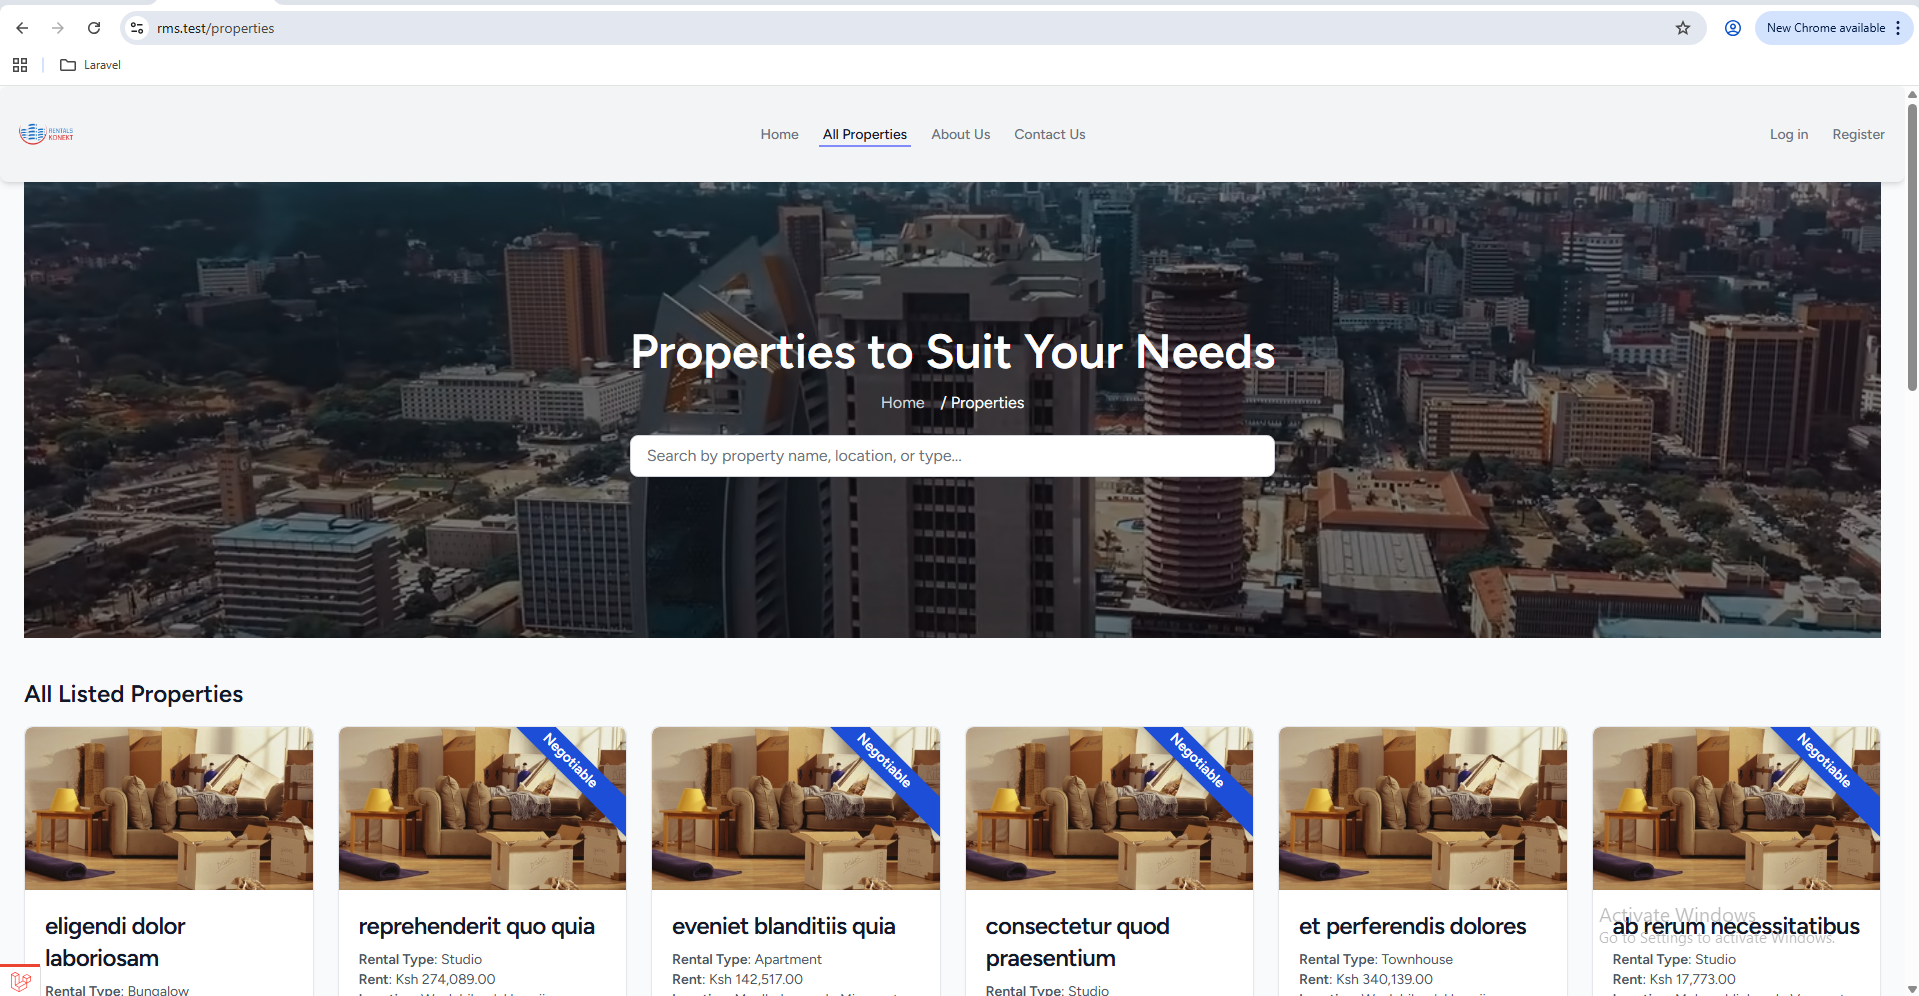 rms.test/properties
New Chrome available
Laravel
RENTALS
KONEKT
Home
All Properties
About Us
Contact Us
Log in
Register
Properties to Suit Your Needs
Home / Properties
Search by property name, location, or type...
All Listed Properties
Negotiable
Negotiable
Negotiable
Negotiable
eligendi dolor
laboriosam
Rental Type: Bungalow
reprehenderit quo quia
Rental Type: Studio
Rent: Ksh 274,089.00
eveniet blanditiis quia
Rental Type: Apartment
Rent: Ksh 142,517.00
consectetur quod
praesentium
Rental Type: Studio
et perferendis dolores
Rental Type: Townhouse
Rent: Ksh 340,139.00
ab rerum necessitatibus
Rental Type: Studio
Rent: Ksh 17,773.00
Activate Windows
Go to Settings to activate Windows.